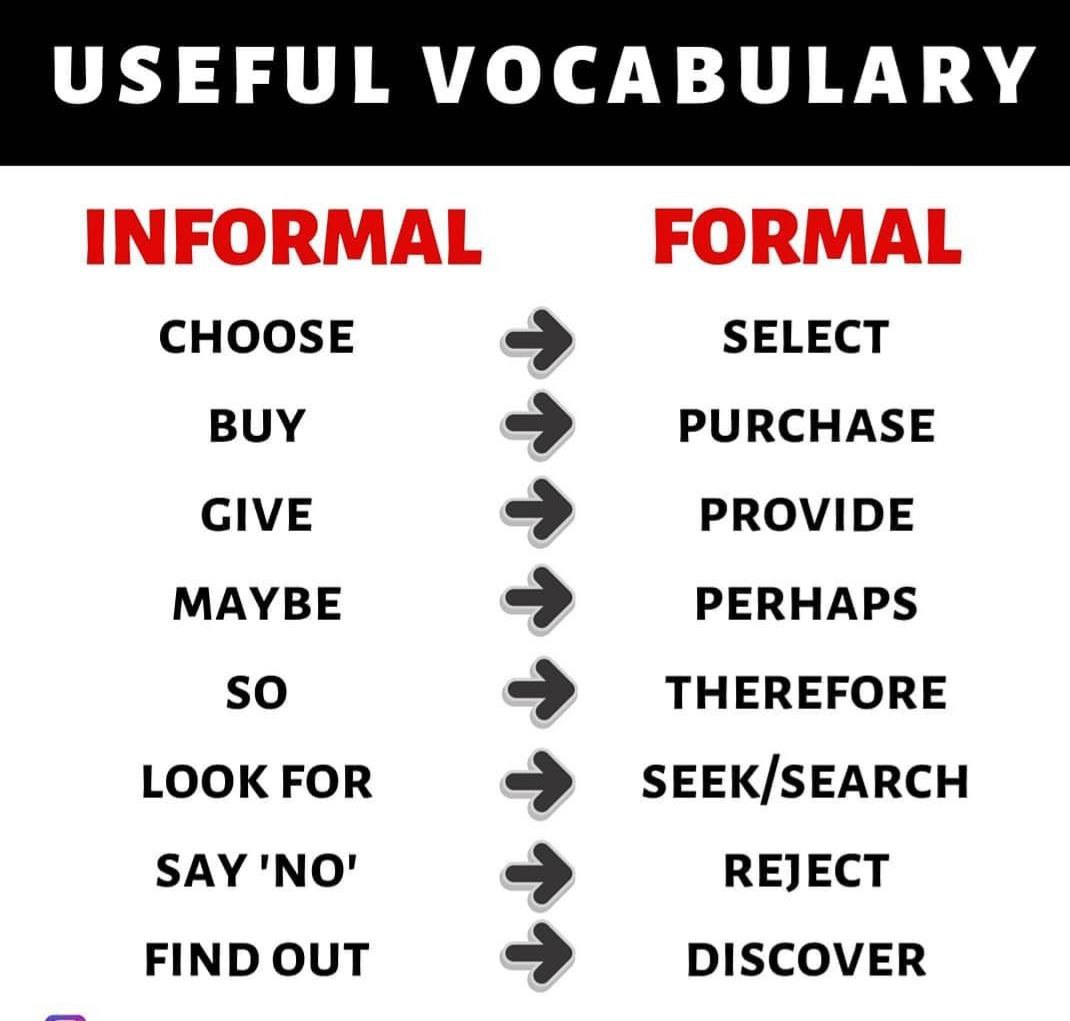 USEFUL VOCABULARY
INFORMAL FORMAL
CHOOSE SELECT
BUY PURCHASE
GIVE PROVIDE
MAYBE PERHAPS
SO THEREFORE
LOOK FOR SEEK/SEARCH
SAY 'NO' REJECT
FIND OUT DISCOVER